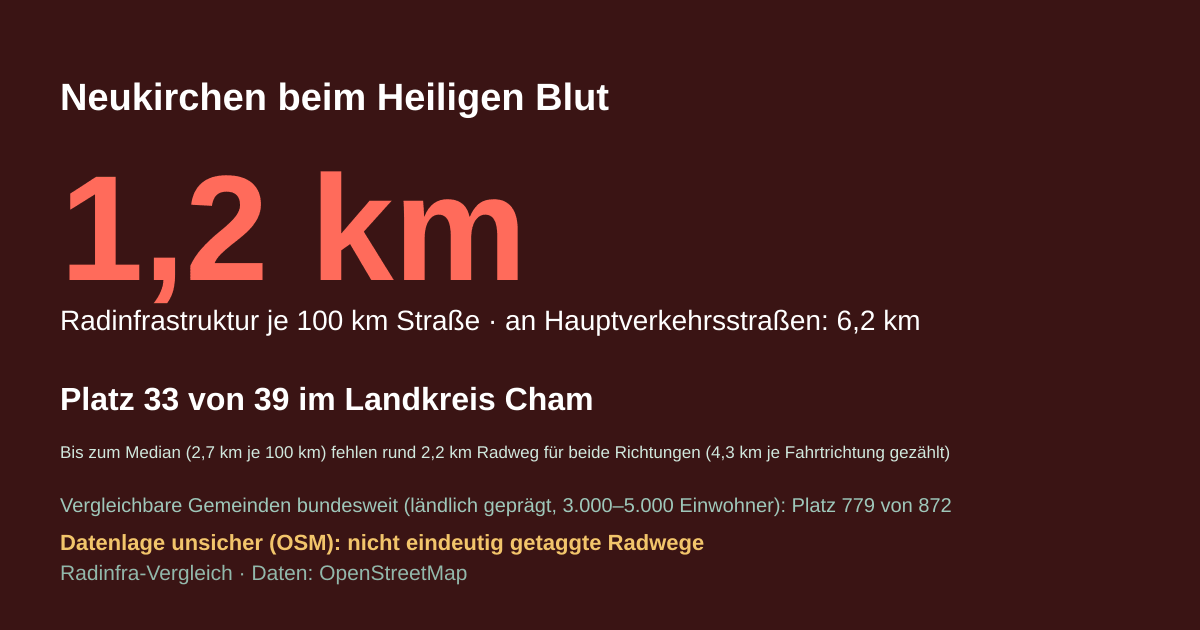 Neukirchen beim Heiligen Blut
1,2 km
Radinfrastruktur je 100 km Straße · an Hauptverkehrsstraßen: 6,2 km
Platz 33 von 39 im Landkreis Cham
Bis zum Median (2,7 km je 100 km) fehlen rund 2,2 km Radweg für beide Richtungen (4,3 km je Fahrtrichtung gezählt)
Vergleichbare Gemeinden bundesweit (ländlich geprägt, 3.000–5.000 Einwohner): Platz 779 von 872
Datenlage unsicher (OSM): nicht eindeutig getaggte Radwege
Radinfra-Vergleich · Daten: OpenStreetMap